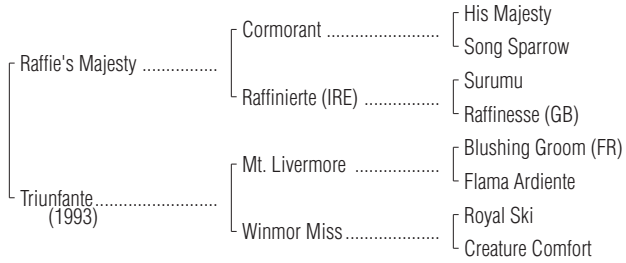 His Majesty
Cormorant ......................
Song Sparrow
Raffie's Majesty ...............
Surumu
Raffinierte (IRE) ...............
Raffinesse (GB)
Blushing Groom (FR)
Mt. Livermore .................
Flama Ardiente
Triunfante........................
(1993)
Royal Ski
Winmor Miss...................
Creature Comfort